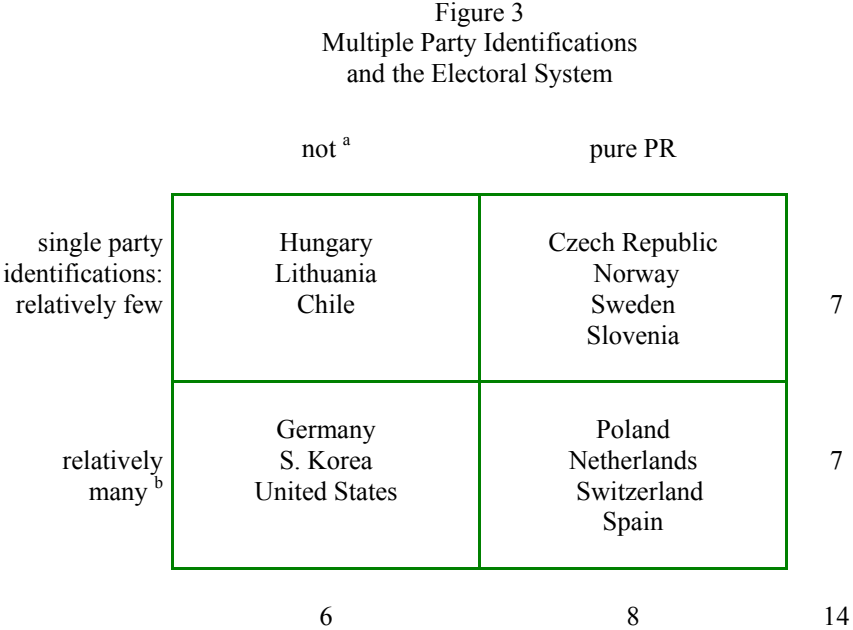 Figure 3
Multiple Party Identifications
and the Electoral System
not a
pure PR
single party
identifications:
relatively few
Hungary
Lithuania
Chile
Czech Republic
Norway
Sweden
Slovenia
7
relatively
many b
Germany
S. Korea
United States
Poland
Netherlands
Switzerland
Spain
7
6
8
14